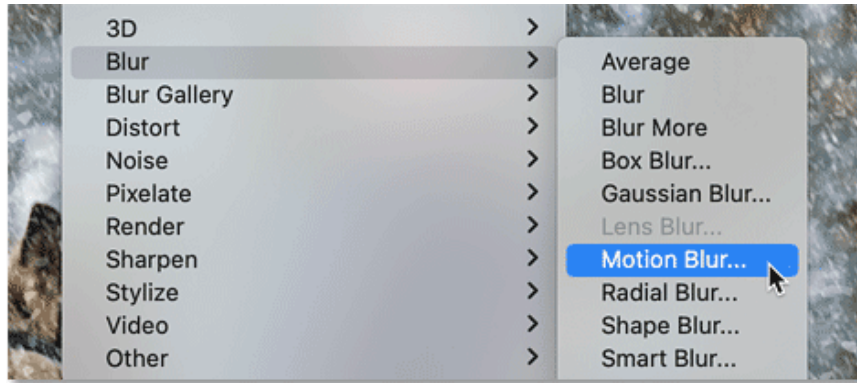 3D
Blur
Blur Gallery
Distort
Noise
Pixelate
Render
Sharpen
Stylize
Video
Other
Average
Blur
Blur More
Box Blur...
Gaussian Blur...
Lens Blur...
Motion Blur...
Radial Blur...
Shape Blur...
Smart Blur...